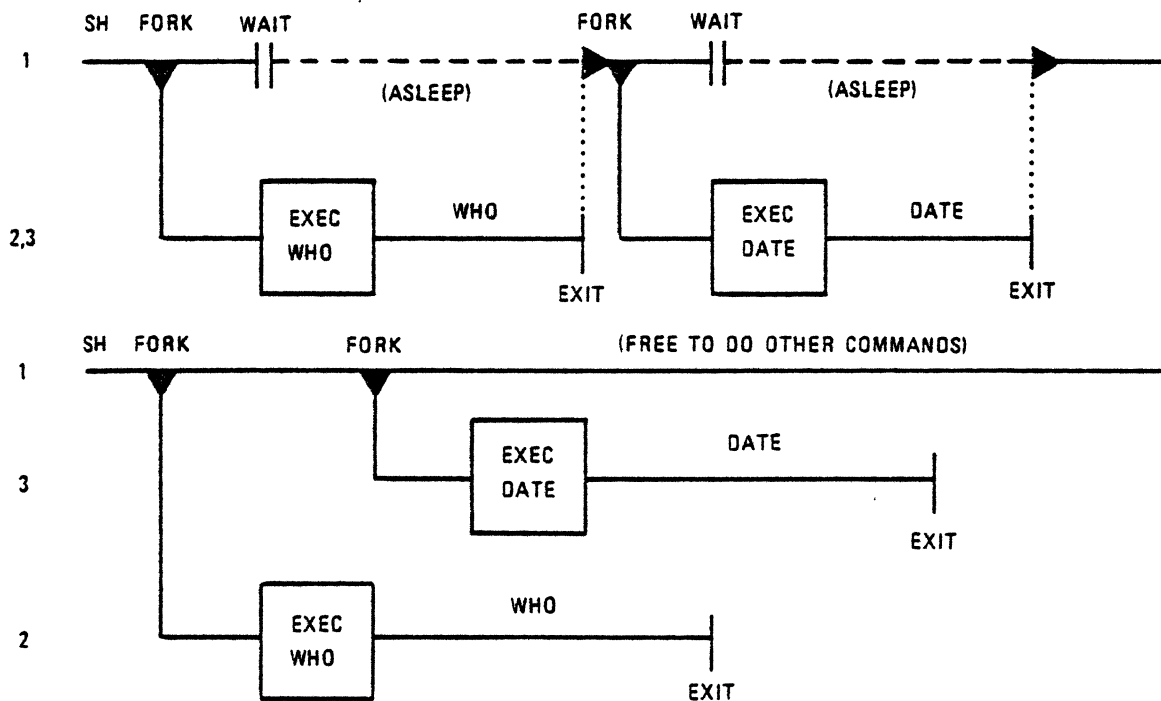 SH FORK WAIT FORK WAIT
1
(ASLEEP) (ASLEEP)
EXEC WHO EXEC DATE
2,3
WHO DATE
EXIT EXIT
SH FORK FORK (FREE TO DO OTHER COMMANDS)
1
EXEC DATE
3
DATE
EXIT
EXEC WHO
2
WHO
EXIT